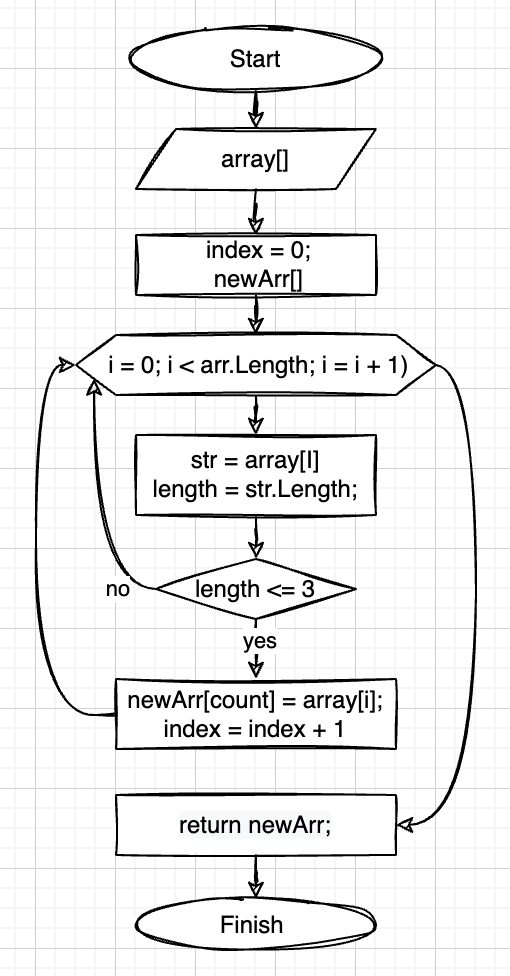 Start
array[]
index = 0;
newArr[]
i = 0; i < arr.Length; i = i + 1)
str = array[I]
length = str.Length;
length <= 3
no
yes
newArr[count] = array[i];
index = index + 1
return newArr;
Finish